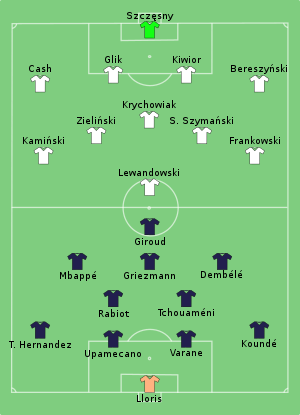 Szczęsny
Cash
Glik
Kiwior
Bereszyński
Krychowiak
Zieliński
S. Szymański
Kamiński
Frankowski
Lewandowski
Giroud
Mbappé
Griezmann
Dembélé
Rabiot
Tchouaméni
T. Hernandez
Upamecano
Varane
Koundé
Lloris